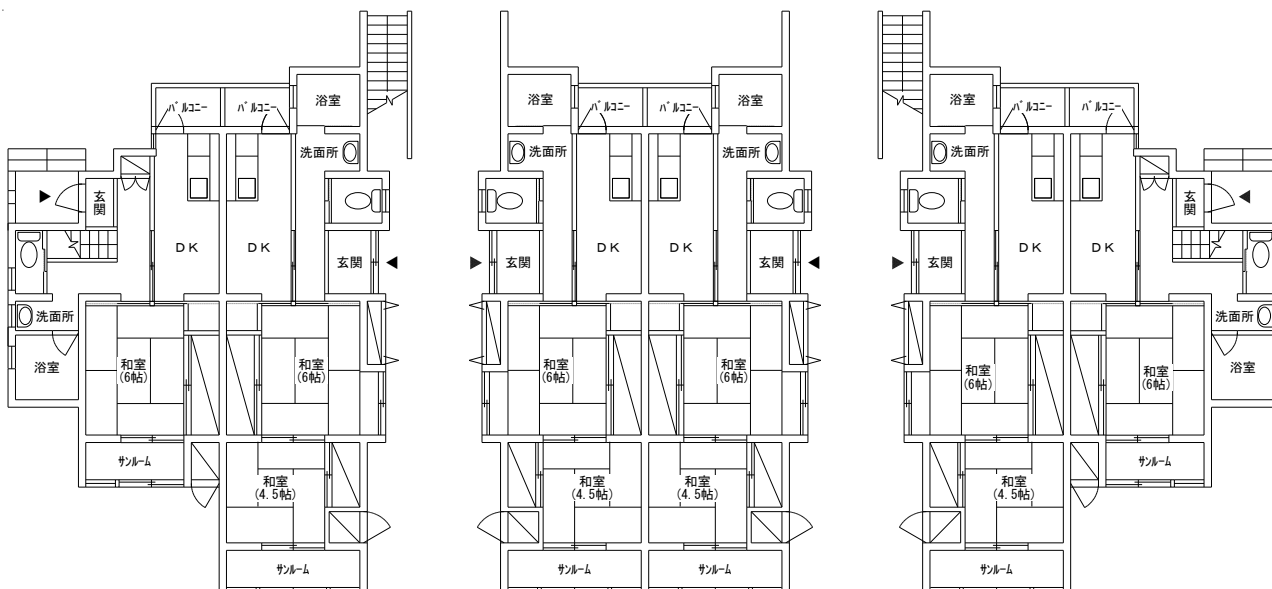 バルコニー
バルコニー
浴室
洗面所
玄関
DK
DK
玄関
洗面所
浴室
和室
(6帖)
和室
(6帖)
サンルーム
和室
(4.5帖)
サンルーム
浴室
バルコニー
バルコニー
浴室
洗面所
洗面所
玄関
DK
DK
玄関
和室
(6帖)
和室
(6帖)
和室
(4.5帖)
和室
(4.5帖)
サンルーム
サンルーム
浴室
バルコニー
バルコニー
洗面所
玄関
玄関
DK
DK
洗面所
浴室
和室
(6帖)
和室
(6帖)
サンルーム
和室
(4.5帖)
サンルーム